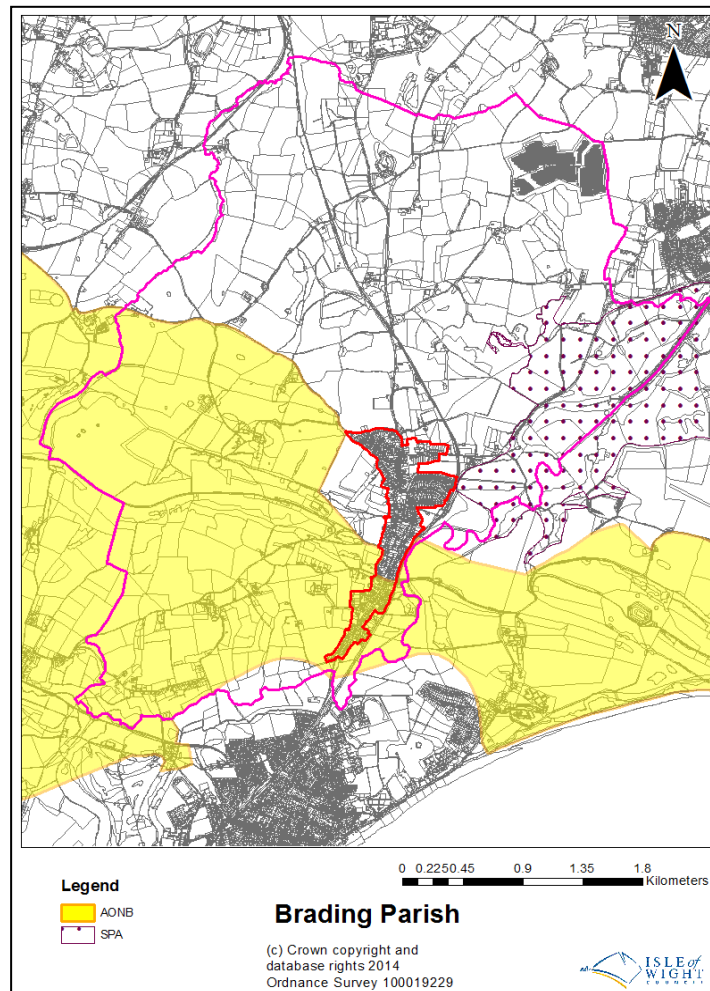 N
0 0.2250.45 0.9 1.35 1.8
Kilometers
Legend
AONB
SPA
Brading Parish
(c) Crown copyright and
database rights 2014
Ordnance Survey 100019229
ISLE of
WIGHT
COUNCIL